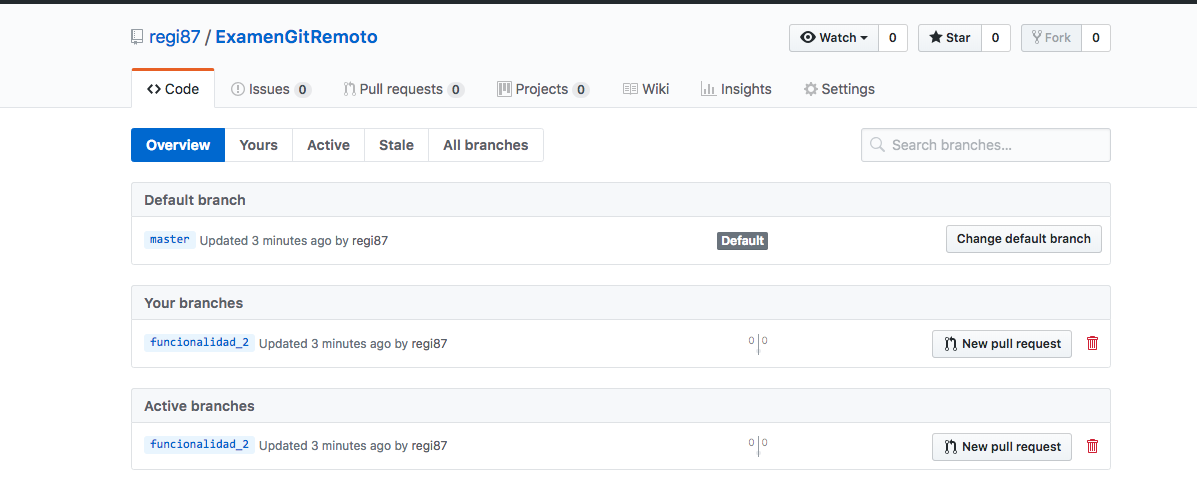 regi87 / ExamenGitRemoto
Watch 0 Star 0 Fork 0
Code Issues 0 Pull requests 0 Projects 0 Wiki Insights Settings
Overview Yours Active Stale All branches Search branches...
Default branch
master Updated 3 minutes ago by regi87 Default Change default branch
Your branches
funcionalidad_2 Updated 3 minutes ago by regi87 0 0 New pull request
Active branches
funcionalidad_2 Updated 3 minutes ago by regi87 0 0 New pull request